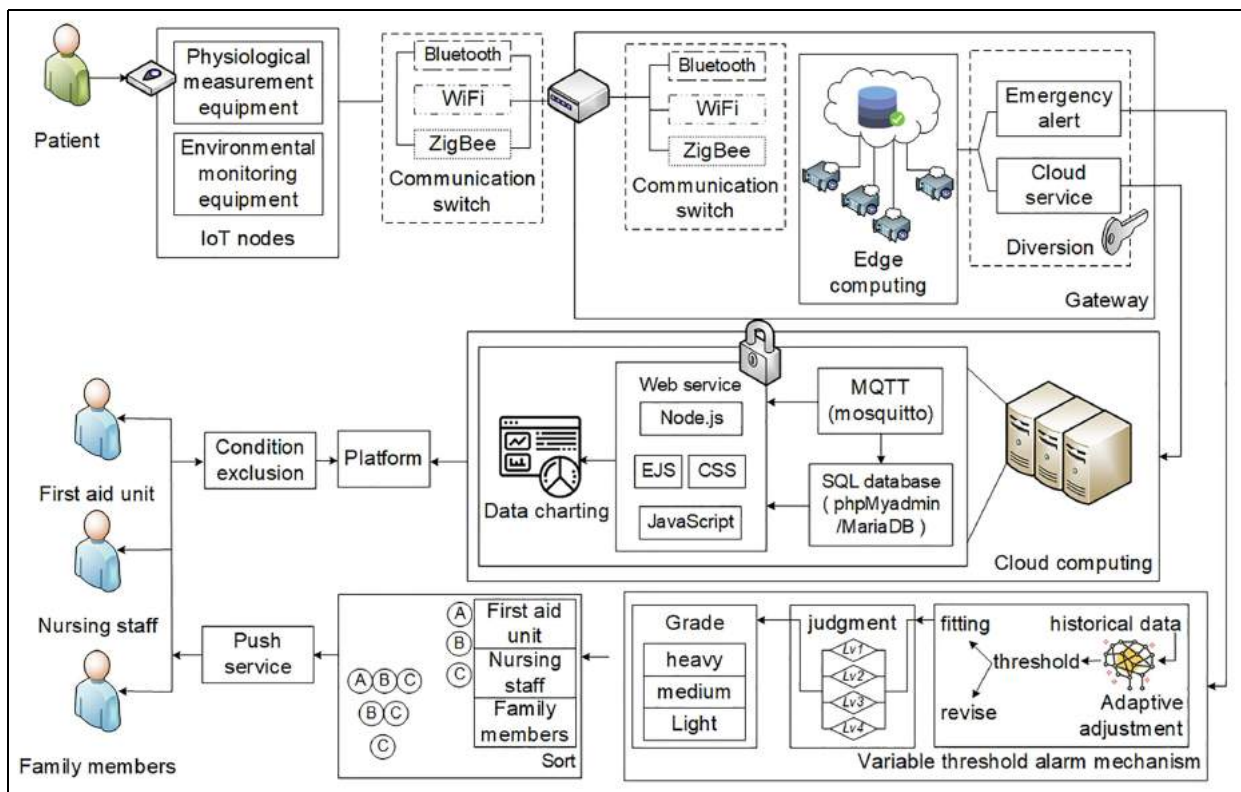 Patient
Physiological
measurement
equipment
Environmental
monitoring
equipment
IoT nodes
Bluetooth
WiFi
ZigBee
Communication
switch
Bluetooth
WiFi
ZigBee
Communication
switch
Edge
computing
Emergency
alert
Cloud
service
Diversion
Gateway
First aid unit
Nursing staff
Family members
Condition
exclusion
Platform
Data charting
Web service
Node.js
EJS
CSS
JavaScript
MQTT
(mosquitto)
SQL database
( phpMyadmin
/MariaDB )
Cloud computing
Push
service
A
B
C
A B C
B C
C
First aid
unit
Nursing
staff
Family
members
Sort
Grade
heavy
medium
Light
judgment
Lv1
Lv2
Lv3
Lv4
fitting
threshold
revise
historical data
Adaptive
adjustment
Variable threshold alarm mechanism